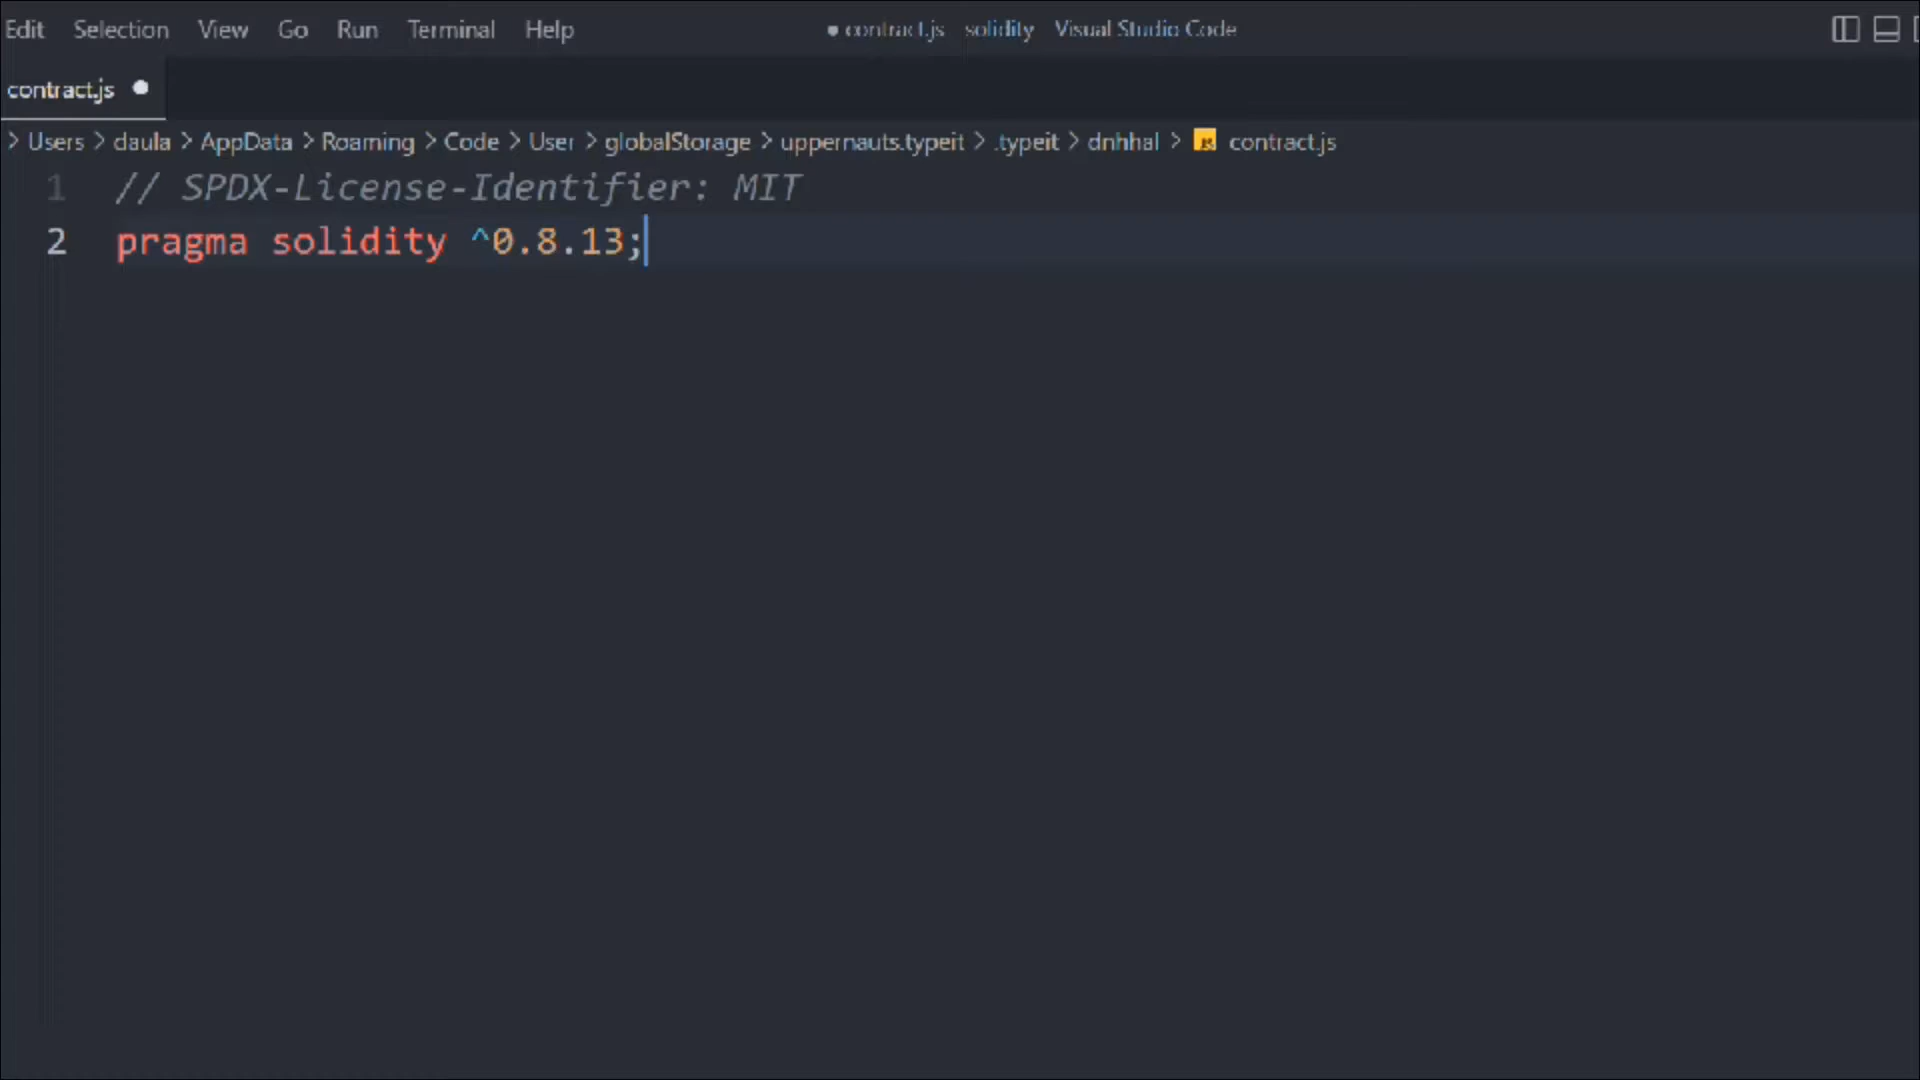 Edit Selection View Go Run Terminal Help
● contract.js solidity Visual Studio Code
contract.js ●
> Users > daula > AppData > Roaming > Code > User > globalStorage > uppernauts.typeit > .typeit > dnhhal > contract.js
1 // SPDX-License-Identifier: MIT
2 pragma solidity ^0.8.13;